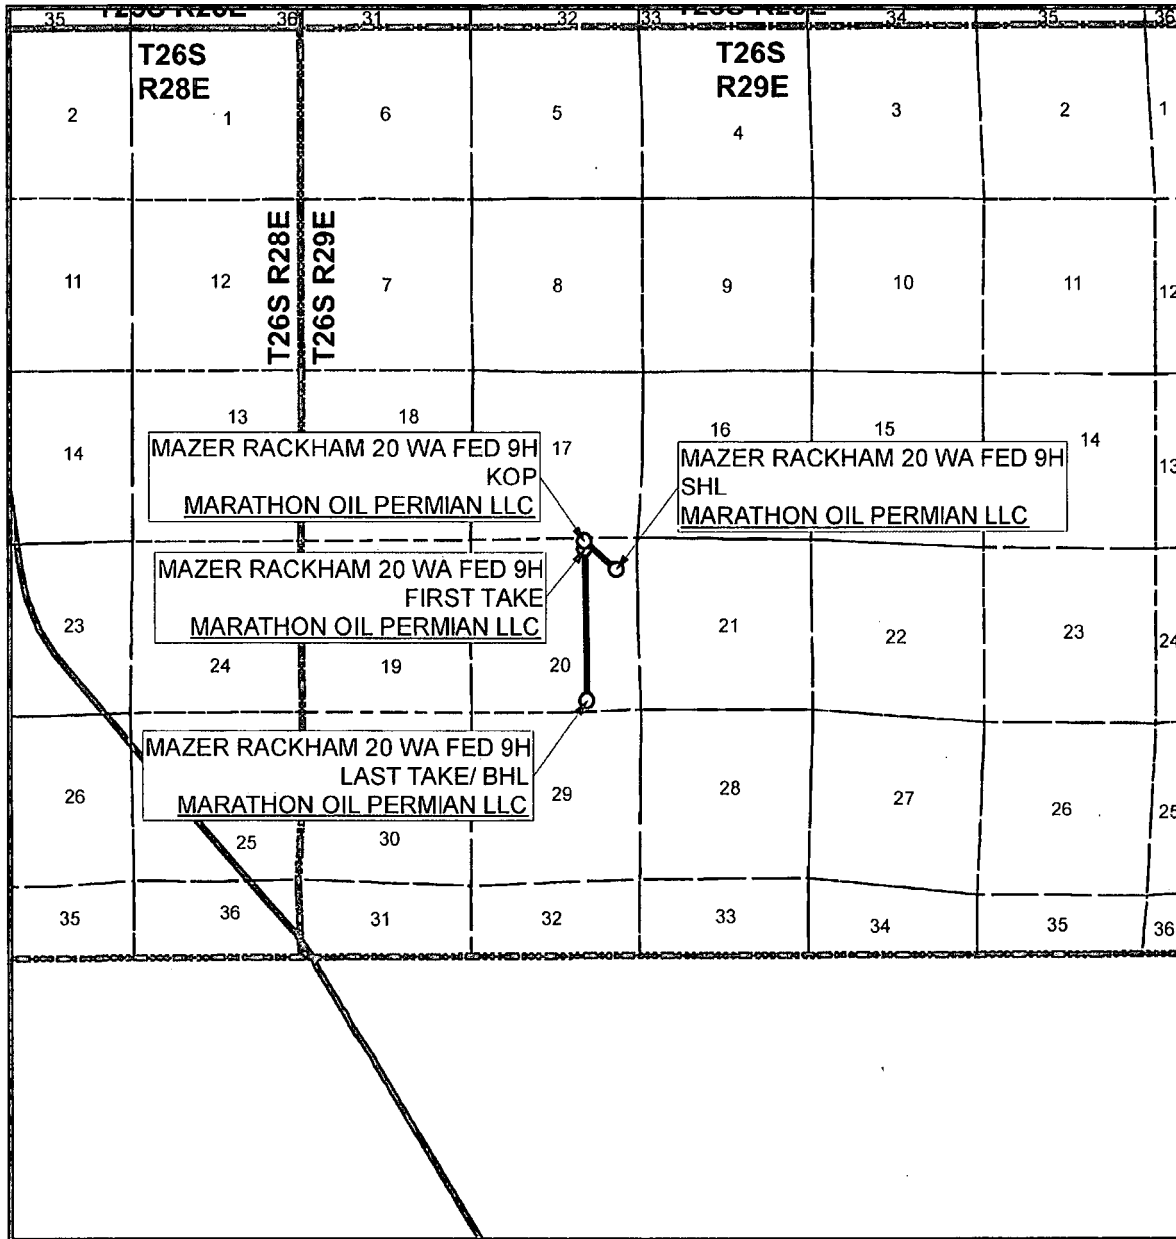 35 36 31 32 33 34 35 36
T26S
R28E
T26S
R29E
2 1 6 5 4 3 2 1
T26S R28E
T26S R29E
11 12 7 8 9 10 11 12
14 13 18 17 16 15 14 13
MAZER RACKHAM 20 WA FED 9H
KOP
MARATHON OIL PERMIAN LLC
MAZER RACKHAM 20 WA FED 9H
SHL
MARATHON OIL PERMIAN LLC
MAZER RACKHAM 20 WA FED 9H
FIRST TAKE
MARATHON OIL PERMIAN LLC
23 24 19 20 21 22 23 24
MAZER RACKHAM 20 WA FED 9H
LAST TAKE/ BHL
MARATHON OIL PERMIAN LLC
26 25 30 29 28 27 26 25
35 36 31 32 33 34 35 36